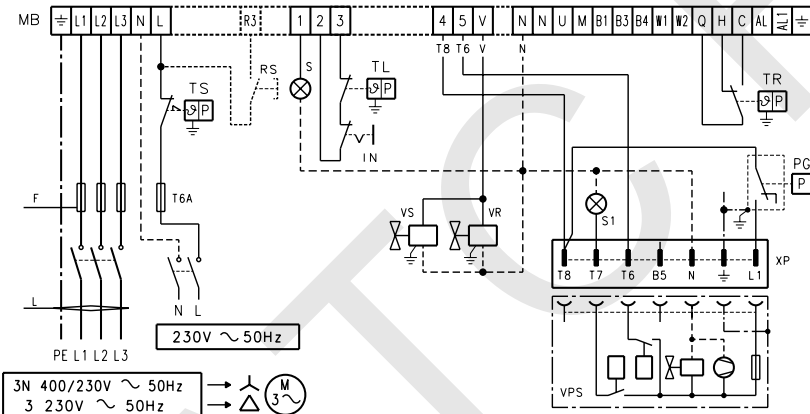 MB ⏚ L1 L2 L3 N L R3 1 2 3 4 5 V N N U M B1 B3 B4 W1 W2 Q H C AL AL1 ⏚
T8 T6 V N
RS S TL TR
TS
ϑ P ϑ P ϑ P
IN
PG
P
F T6A
VS VR S1
XP
T8 T7 T6 B5 N ⏚ L1
L N L
230V ~ 50Hz
PE L1 L2 L3
VPS
3N 400/230V ~ 50Hz
3 230V ~ 50Hz
M
3~